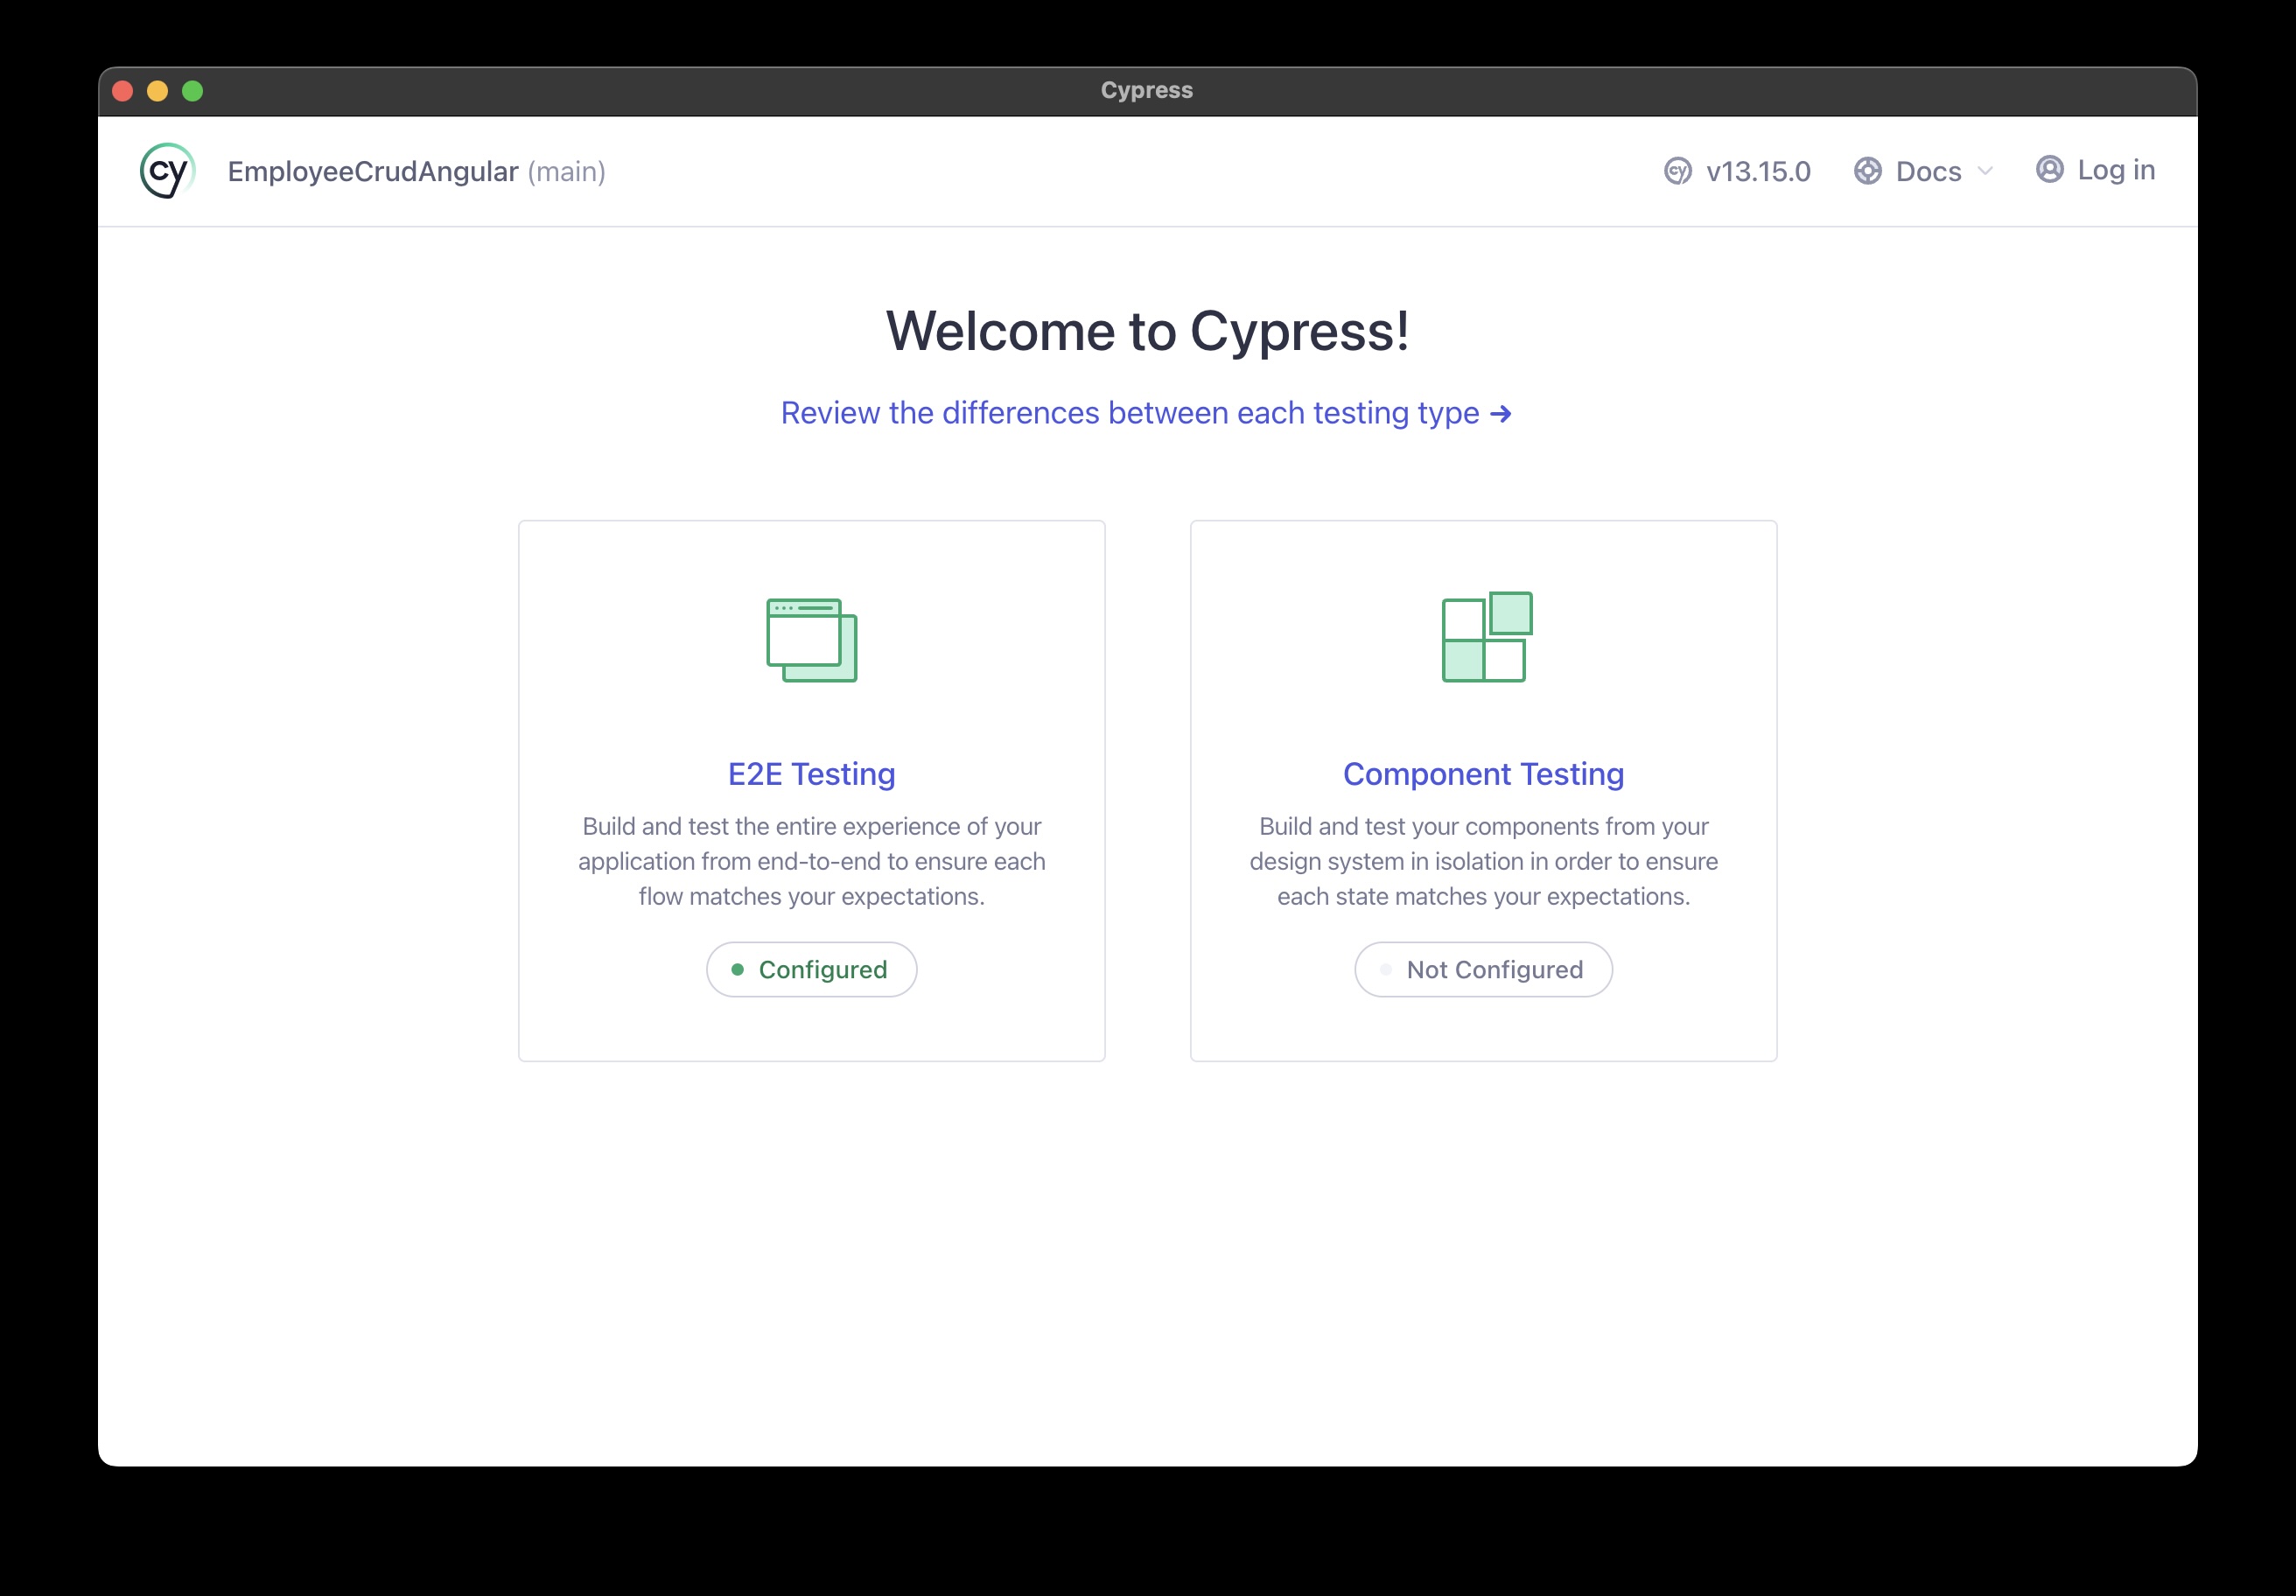 Cypress
cy
EmployeeCrudAngular (main)
cy
v13.15.0
Docs
Log in
Welcome to Cypress!
Review the differences between each testing type →
E2E Testing
Build and test the entire experience of your
application from end-to-end to ensure each
flow matches your expectations.
Configured
Component Testing
Build and test your components from your
design system in isolation in order to ensure
each state matches your expectations.
Not Configured